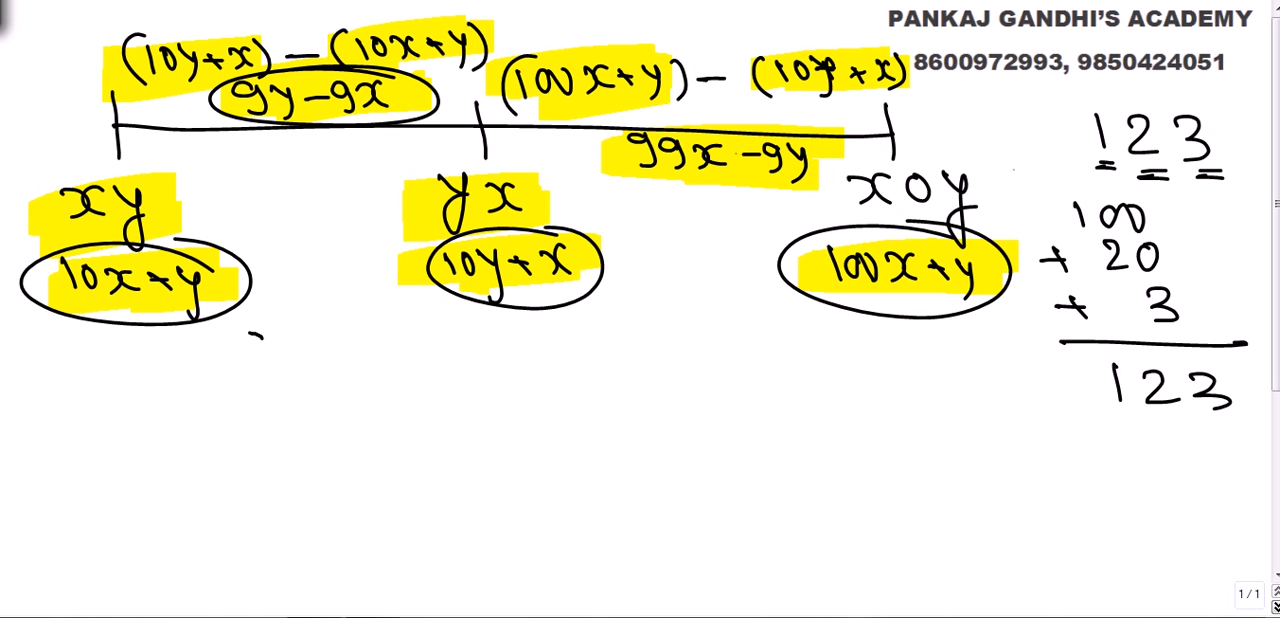 PANKAJ GANDHI'S ACADEMY
8600972993, 9850424051
(10y+x) – (10x+y)
9y–9x
(100x+y) – (10y+x)
99x–9y
xy
yx
x0y
10x+y
10y+x
100x+y
123
100
+ 20
+ 3
123
1 / 1